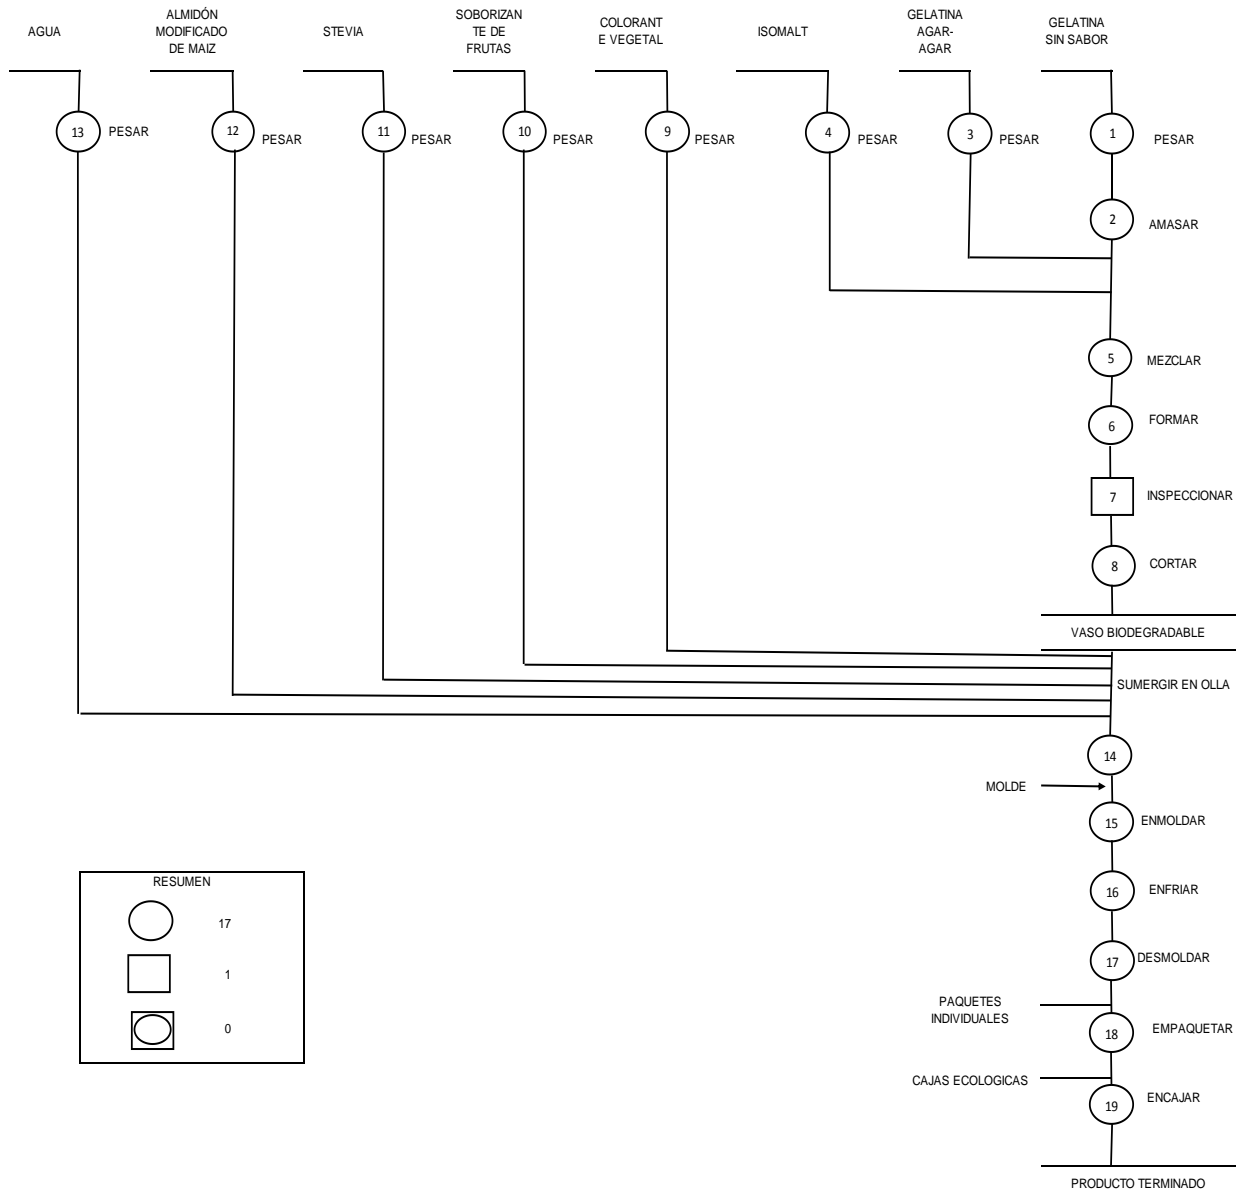 AGUA
ALMIDÓN
MODIFICADO
DE MAIZ
STEVIA
SOBORIZAN
TE DE
FRUTAS
COLORANT
E VEGETAL
ISOMALT
GELATINA
AGAR-
AGAR
GELATINA
SIN SABOR
13 PESAR
12 PESAR
11 PESAR
10 PESAR
9 PESAR
4 PESAR
3 PESAR
1 PESAR
2 AMASAR
5 MEZCLAR
6 FORMAR
7 INSPECCIONAR
8 CORTAR
VASO BIODEGRADABLE
SUMERGIR EN OLLA
14
MOLDE
15 ENMOLDAR
16 ENFRIAR
17 DESMOLDAR
PAQUETES
INDIVIDUALES
18 EMPAQUETAR
CAJAS ECOLOGICAS
19 ENCAJAR
PRODUCTO TERMINADO
RESUMEN
17
1
0